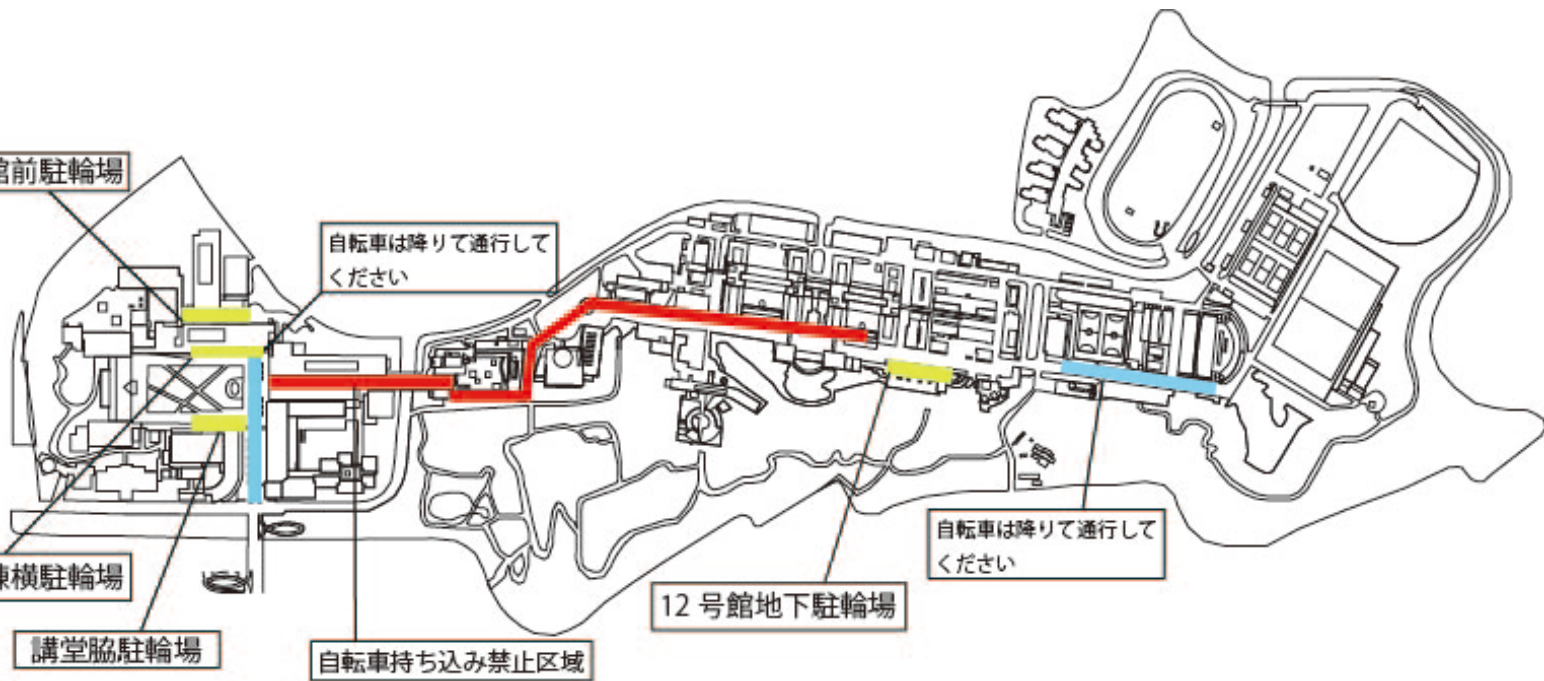 館前駐輪場
自転車は降りて通行して
ください
棟横駐輪場
講堂脇駐輪場
自転車持ち込み禁止区域
12 号館地下駐輪場
自転車は降りて通行して
ください